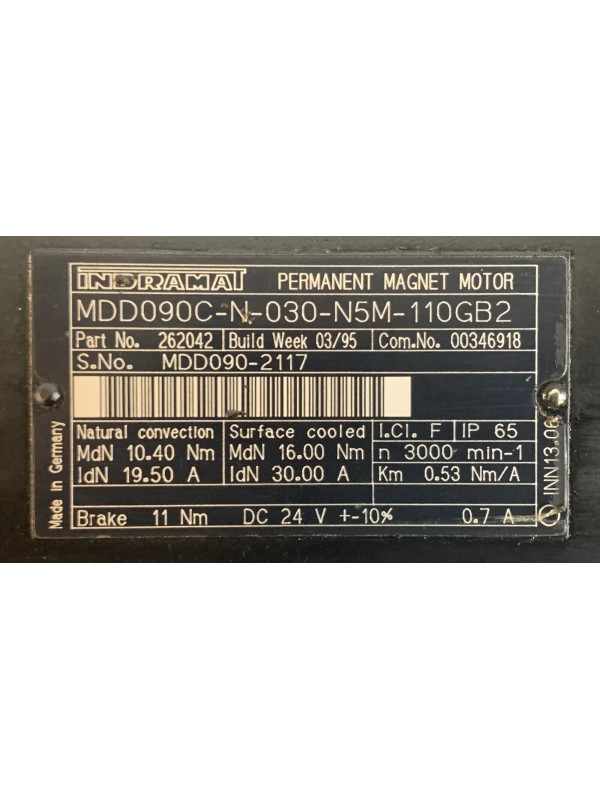 INDRAMAT PERMANENT MAGNET MOTOR
MDD090C-N-030-N5M-110GB2
Part No. 262042 Build Week 03/95 Com.No. 00346918
S.No. MDD090-2117
Natural convection Surface cooled I.Cl. F IP 65
MdN 10.40 Nm MdN 16.00 Nm n 3000 min-1
IdN 19.50 A IdN 30.00 A Km 0.53 Nm/A
Brake 11 Nm DC 24 V +-10% 0.7 A
Made in Germany
INN13.06